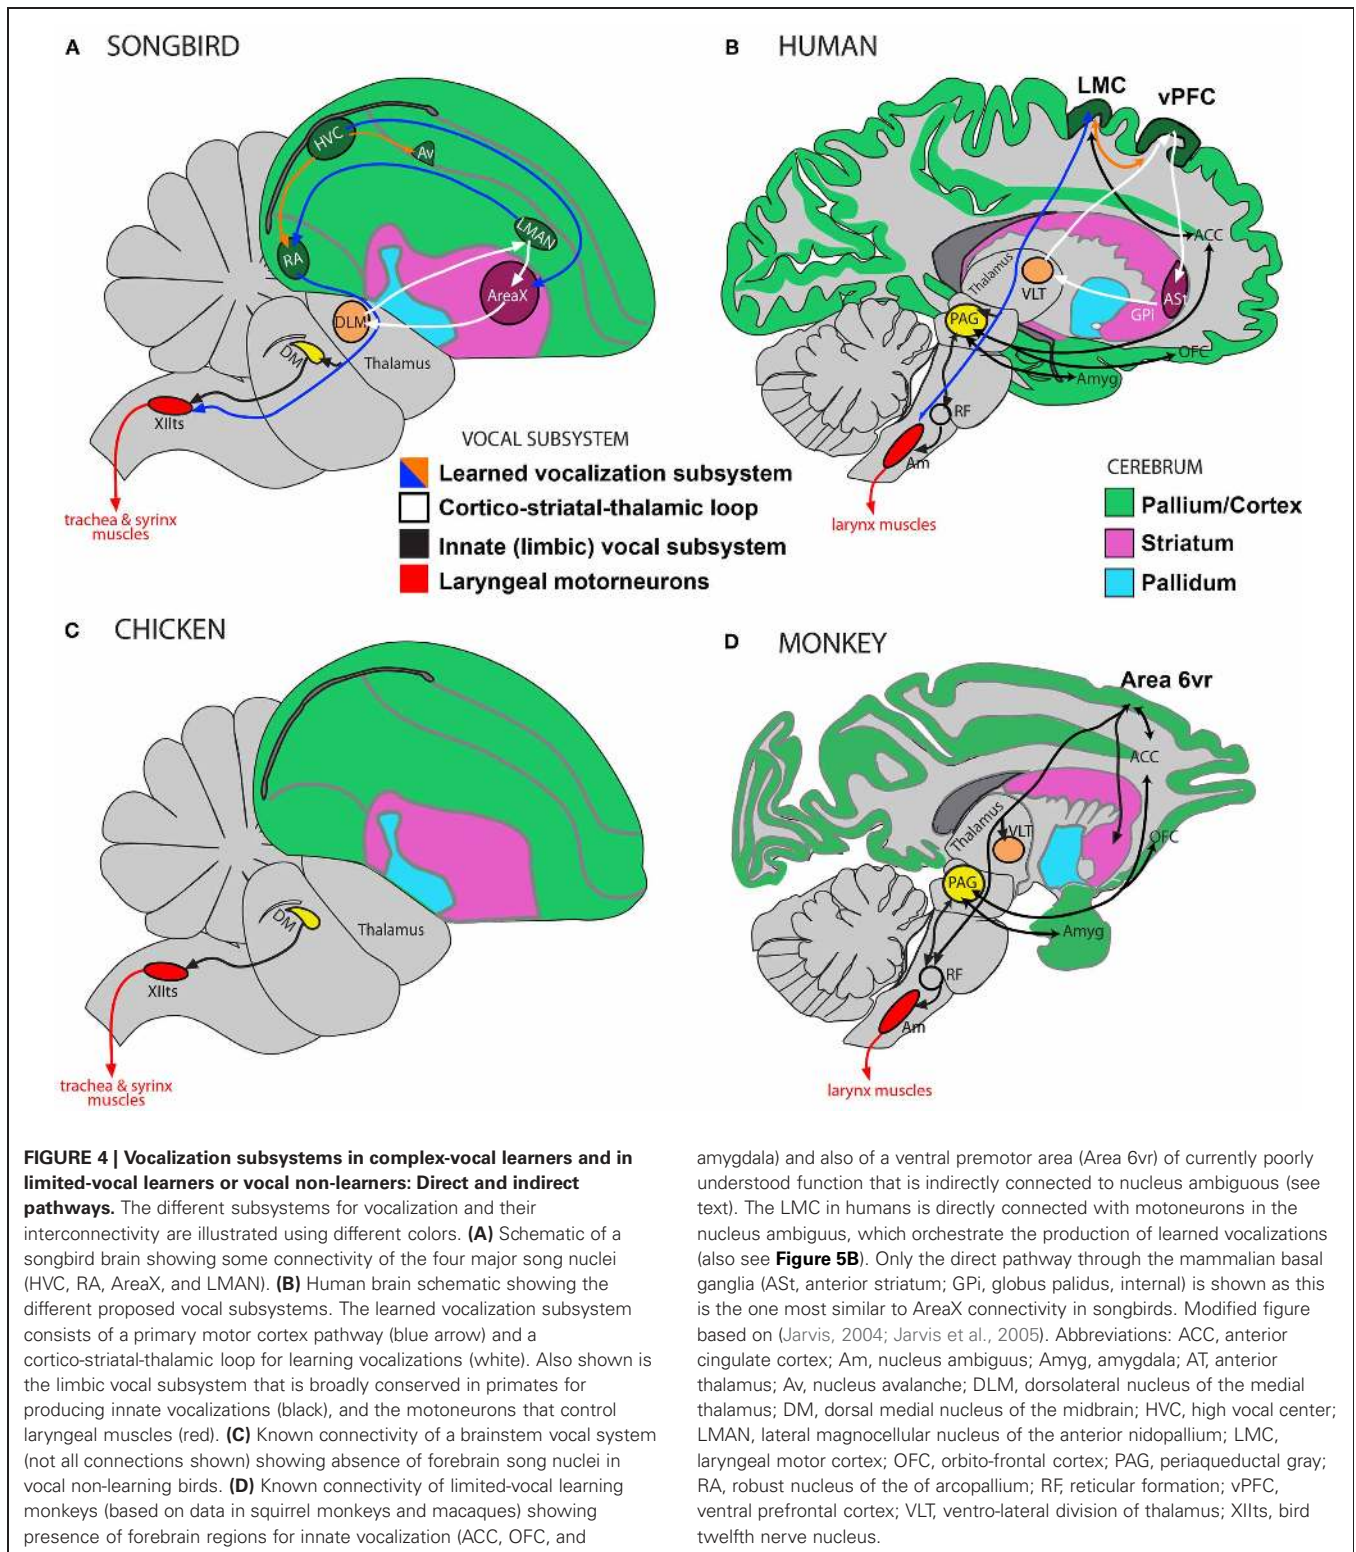 A SONGBIRD
HVC
Av
LMAN
RA
AreaX
DLM
DM
Thalamus
XIIts
trachea & syrinx
muscles
B HUMAN
LMC
vPFC
ACC
Thalamus
VLT
ASt
GPi
PAG
OFC
Amyg
RF
Am
larynx muscles
VOCAL SUBSYSTEM
Learned vocalization subsystem
Cortico-striatal-thalamic loop
Innate (limbic) vocal subsystem
Laryngeal motorneurons
CEREBRUM
Pallium/Cortex
Striatum
Pallidum
C CHICKEN
DM
Thalamus
XIIts
trachea & syrinx
muscles
D MONKEY
Area 6vr
ACC
Thalamus
VLT
OFC
PAG
Amyg
RF
Am
larynx muscles
FIGURE 4 | Vocalization subsystems in complex-vocal learners and in
limited-vocal learners or vocal non-learners: Direct and indirect
pathways. The different subsystems for vocalization and their
interconnectivity are illustrated using different colors. (A) Schematic of a
songbird brain showing some connectivity of the four major song nuclei
(HVC, RA, AreaX, and LMAN). (B) Human brain schematic showing the
different proposed vocal subsystems. The learned vocalization subsystem
consists of a primary motor cortex pathway (blue arrow) and a
cortico-striatal-thalamic loop for learning vocalizations (white). Also shown is
the limbic vocal subsystem that is broadly conserved in primates for
producing innate vocalizations (black), and the motoneurons that control
laryngeal muscles (red). (C) Known connectivity of a brainstem vocal system
(not all connections shown) showing absence of forebrain song nuclei in
vocal non-learning birds. (D) Known connectivity of limited-vocal learning
monkeys (based on data in squirrel monkeys and macaques) showing
presence of forebrain regions for innate vocalization (ACC, OFC, and
amygdala) and also of a ventral premotor area (Area 6vr) of currently poorly
understood function that is indirectly connected to nucleus ambiguous (see
text). The LMC in humans is directly connected with motoneurons in the
nucleus ambiguus, which orchestrate the production of learned vocalizations
(also see Figure 5B). Only the direct pathway through the mammalian basal
ganglia (ASt, anterior striatum; GPi, globus palidus, internal) is shown as this
is the one most similar to AreaX connectivity in songbirds. Modified figure
based on (Jarvis, 2004; Jarvis et al., 2005). Abbreviations: ACC, anterior
cingulate cortex; Am, nucleus ambiguus; Amyg, amygdala; AT, anterior
thalamus; Av, nucleus avalanche; DLM, dorsolateral nucleus of the medial
thalamus; DM, dorsal medial nucleus of the midbrain; HVC, high vocal center;
LMAN, lateral magnocellular nucleus of the anterior nidopallium; LMC,
laryngeal motor cortex; OFC, orbito-frontal cortex; PAG, periaqueductal gray;
RA, robust nucleus of the of arcopallium; RF, reticular formation; vPFC,
ventral prefrontal cortex; VLT, ventro-lateral division of thalamus; XIIts, bird
twelfth nerve nucleus.